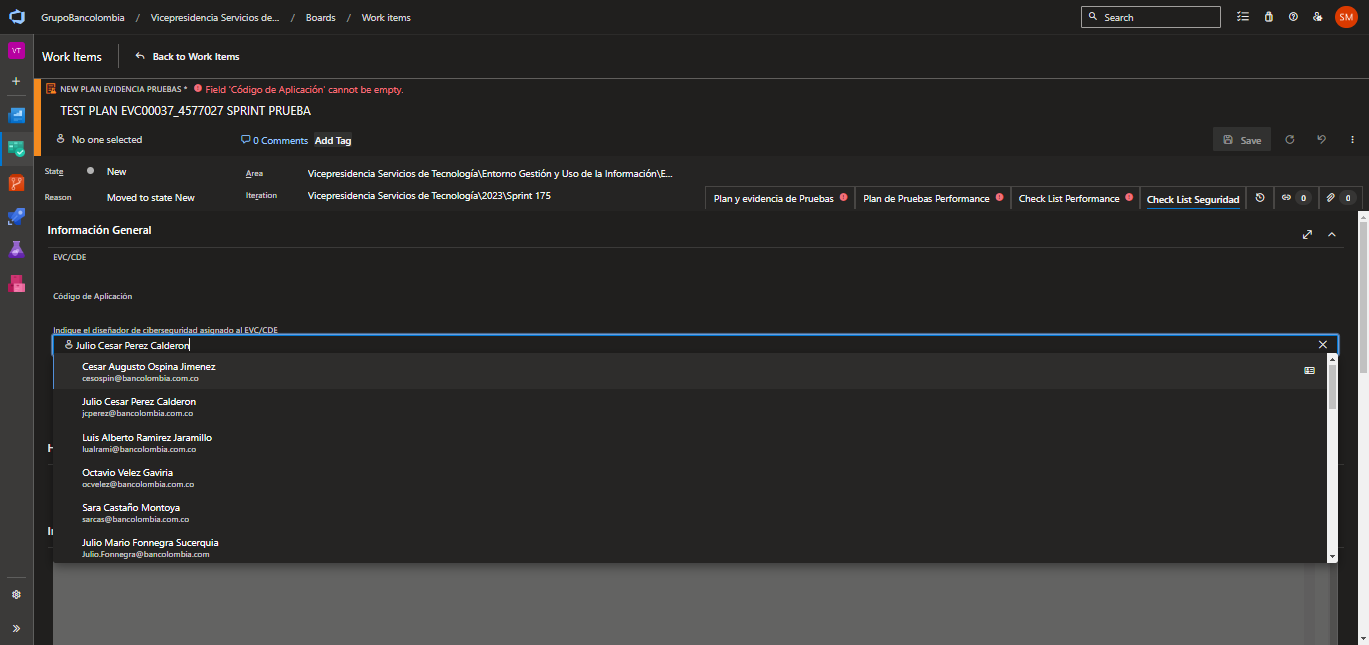 GrupoBancolombia / Vicepresidencia Servicios de... / Boards / Work items
Search
SM
VT
Work Items
Back to Work Items
NEW PLAN EVIDENCIA PRUEBAS * Field 'Código de Aplicación' cannot be empty.
TEST PLAN EVC00037_4577027 SPRINT PRUEBA
No one selected
0 Comments
Add Tag
Save
State
New
Area
Vicepresidencia Servicios de Tecnología\Entorno Gestión y Uso de la Información\E...
Reason
Moved to state New
Iteration
Vicepresidencia Servicios de Tecnología\2023\Sprint 175
Plan y evidencia de Pruebas
Plan de Pruebas Performance
Check List Performance
Check List Seguridad
0
0
Información General
EVC/CDE
Código de Aplicación
Indique el diseñador de ciberseguridad asignado al EVC/CDE
Julio Cesar Perez Calderon
Cesar Augusto Ospina Jimenez
cesospin@bancolombia.com.co
Julio Cesar Perez Calderon
jcperez@bancolombia.com.co
Luis Alberto Ramirez Jaramillo
lualrami@bancolombia.com.co
Octavio Velez Gaviria
ocvelez@bancolombia.com.co
Sara Castaño Montoya
sarcas@bancolombia.com.co
Julio Mario Fonnegra Sucerquia
Julio.Fonnegra@bancolombia.com